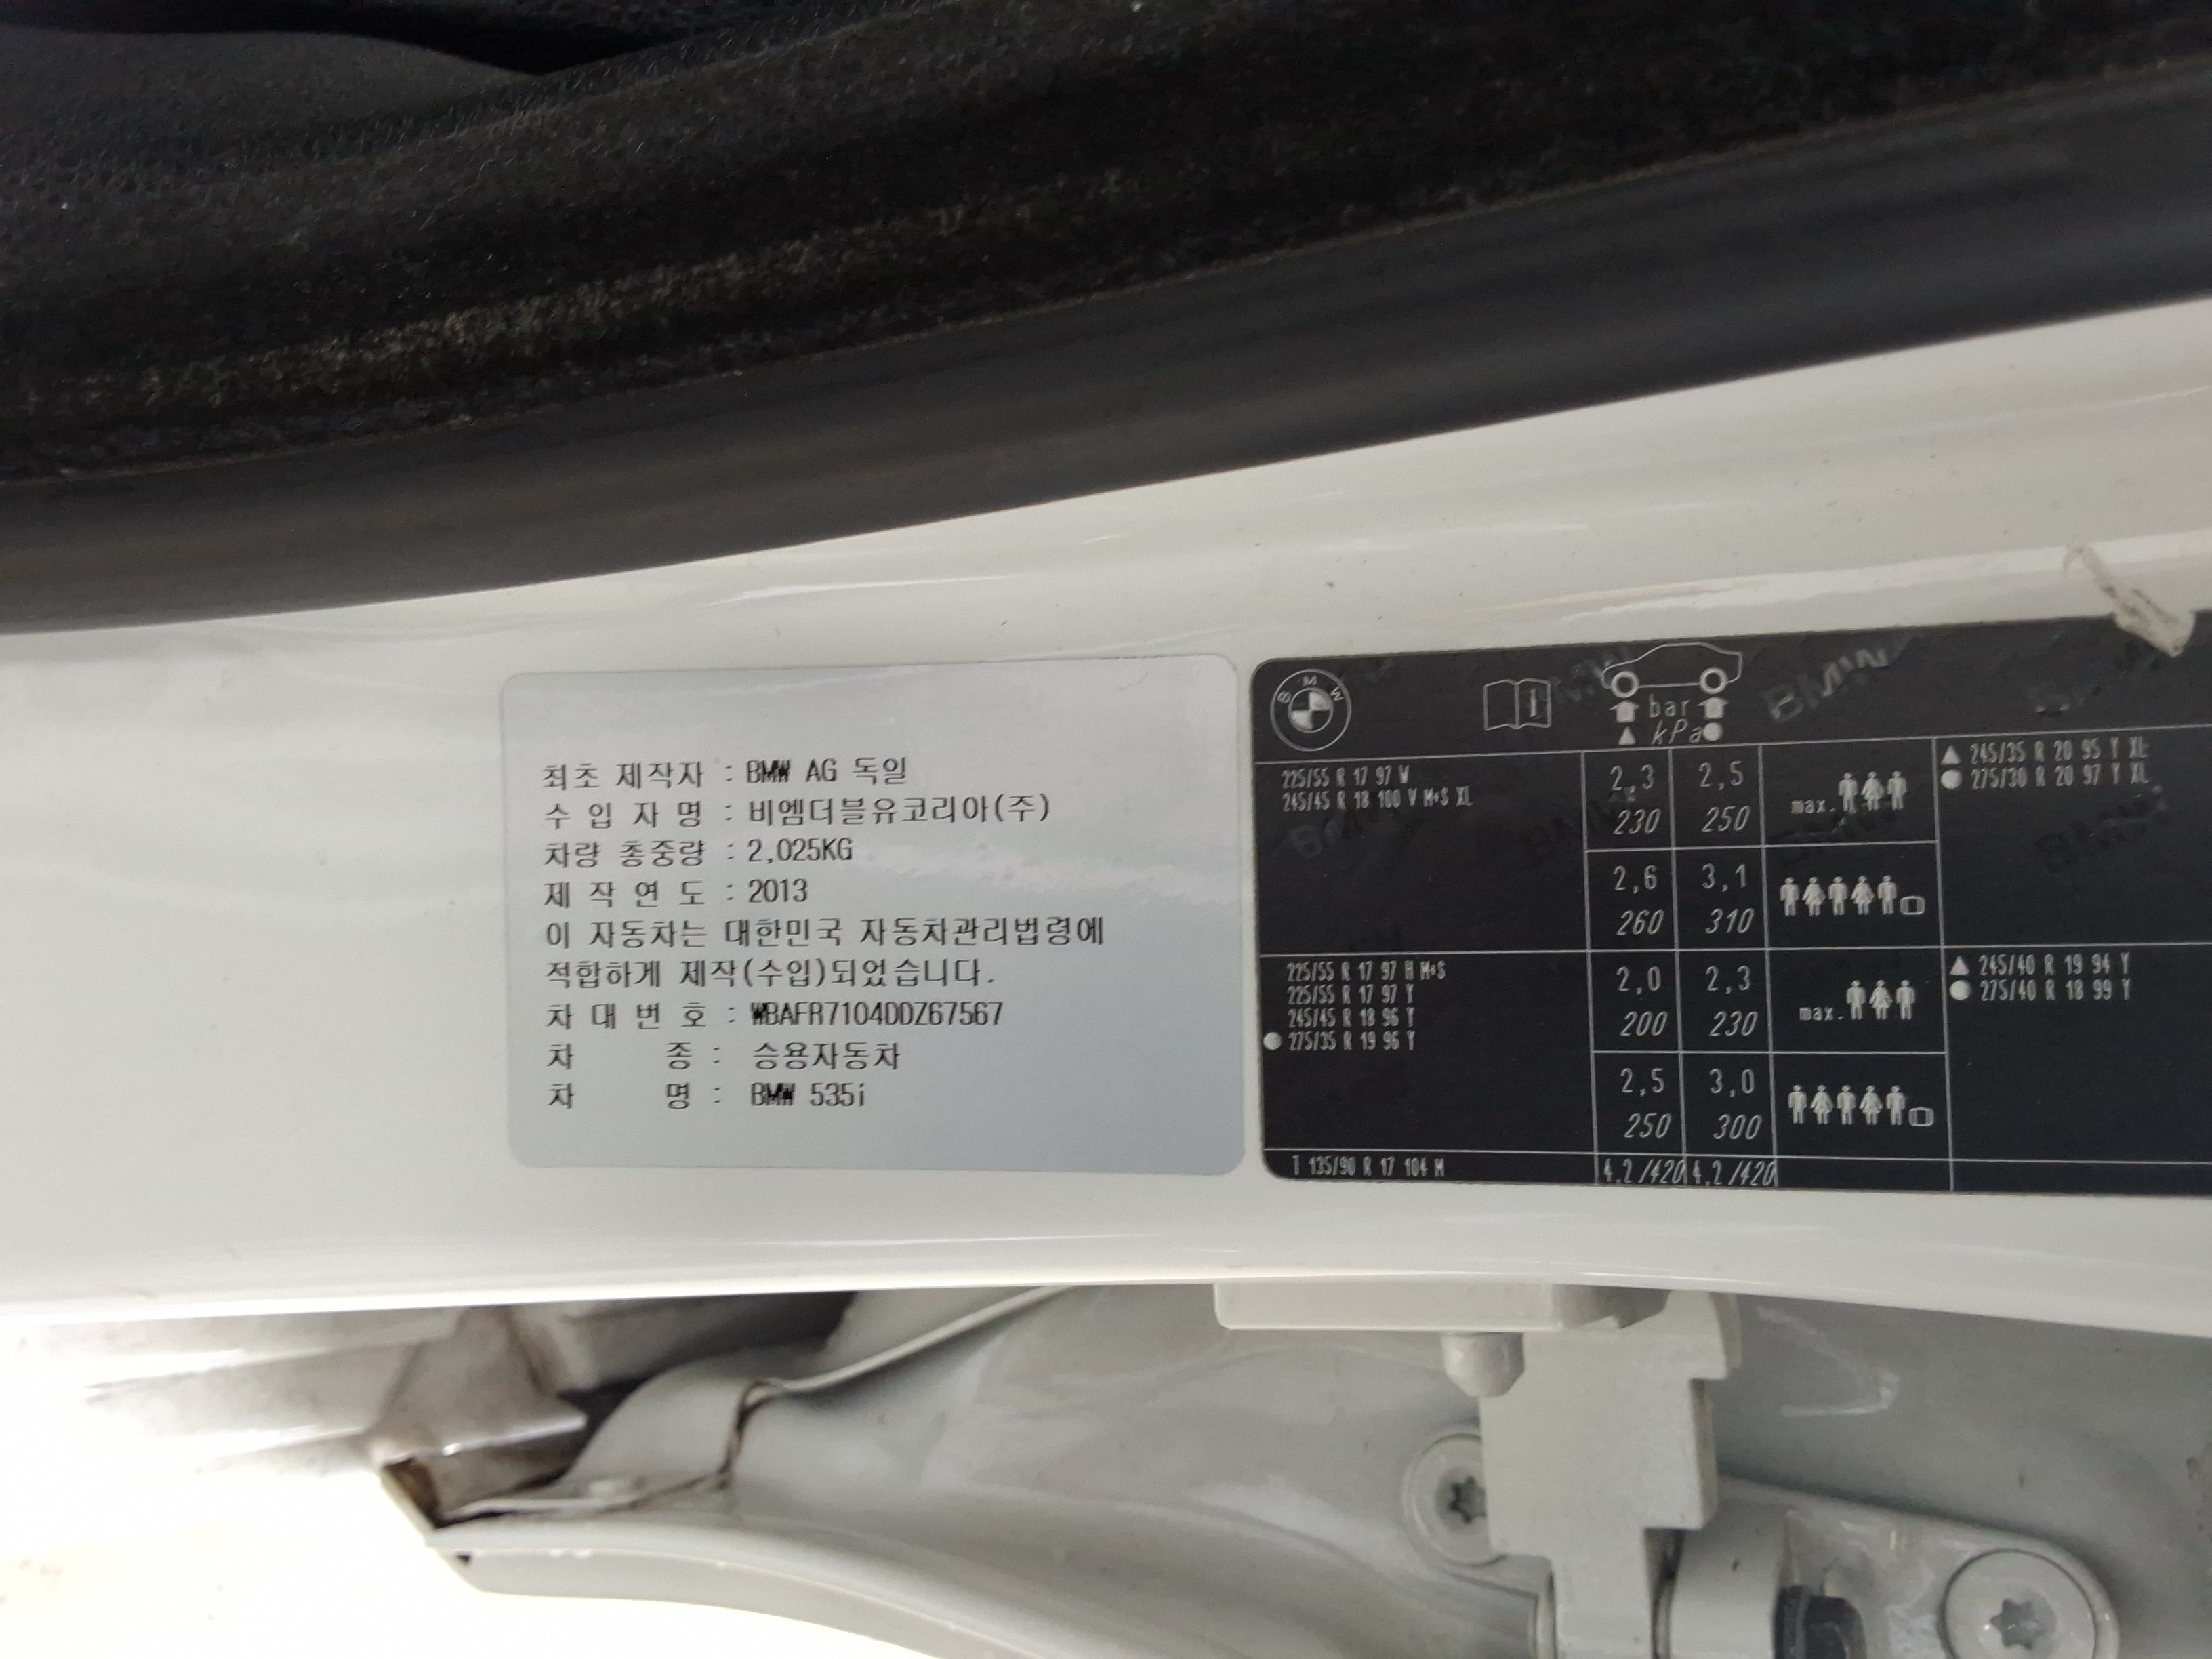 최초 제작자 : BMW AG 독일
수 입 자 명 : 비엠더블유코리아(주)
차량 총중량 : 2,025KG
제 작 연 도 : 2013
이 자동차는 대한민국 자동차관리법령에
적합하게 제작(수입)되었습니다.
차 대 번 호 : WBAFR7104DDZ67567
차 종 : 승용자동차
차 명 : BMW 535i
BMW
i
bar
kPa
225/55 R 17 97 V
245/45 R 18 100 V M+S XL
2,3 2,5
230 250
max.
2,6 3,1
260 310
▲ 245/35 R 20 95 Y XL
● 275/30 R 20 97 Y XL
225/55 R 17 97 H M+S
225/55 R 17 97 Y
245/45 R 18 96 Y
● 275/35 R 19 96 Y
2,0 2,3
200 230
max.
2,5 3,0
250 300
▲ 245/40 R 19 94 Y
● 275/40 R 18 99 Y
T 135/90 R 17 104 M
4,2/420 4,2/420